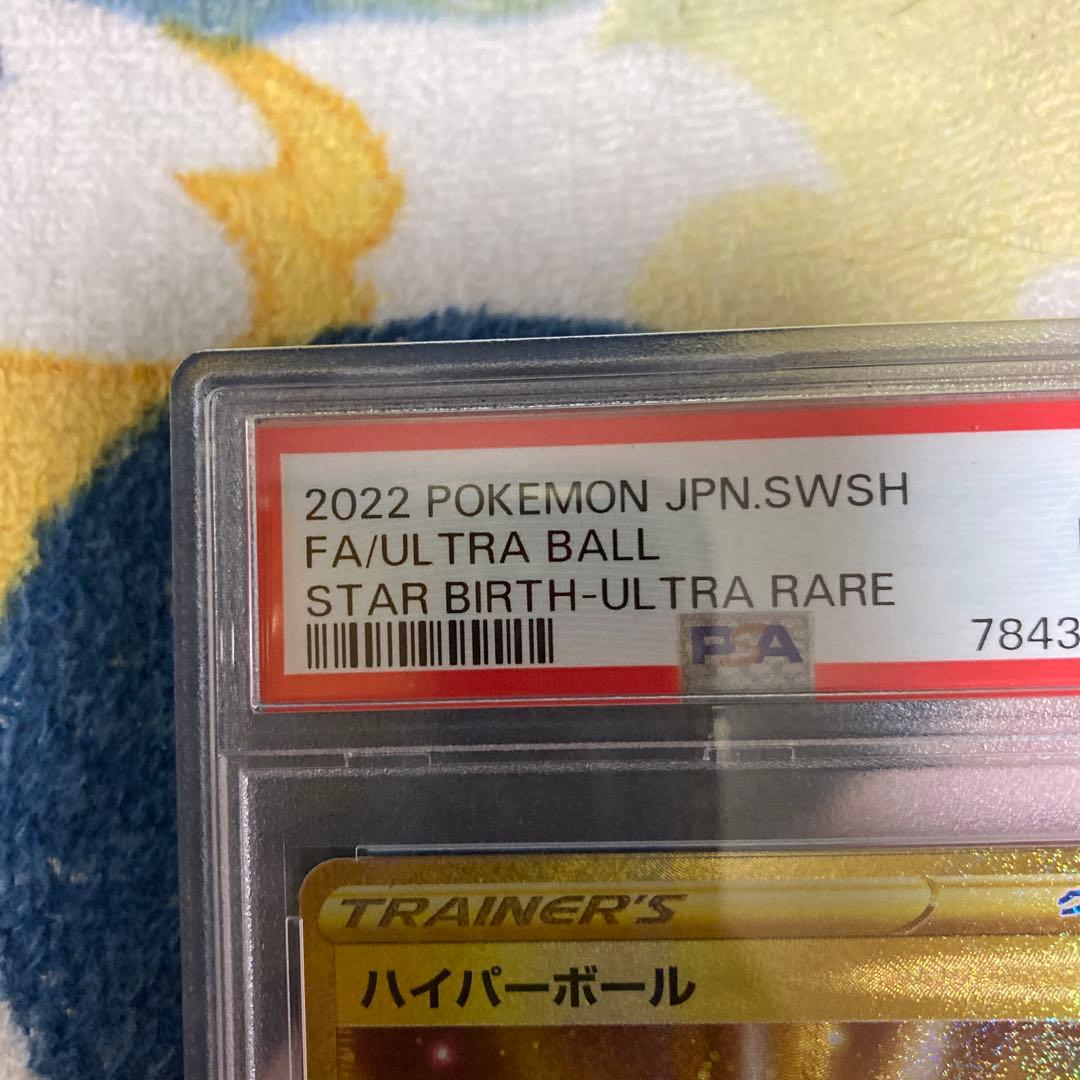 2022 POKEMON JPN.SWSH
FA/ULTRA BALL
STAR BIRTH-ULTRA RARE
PSA
7843
TRAINER'S
ハイパーボール